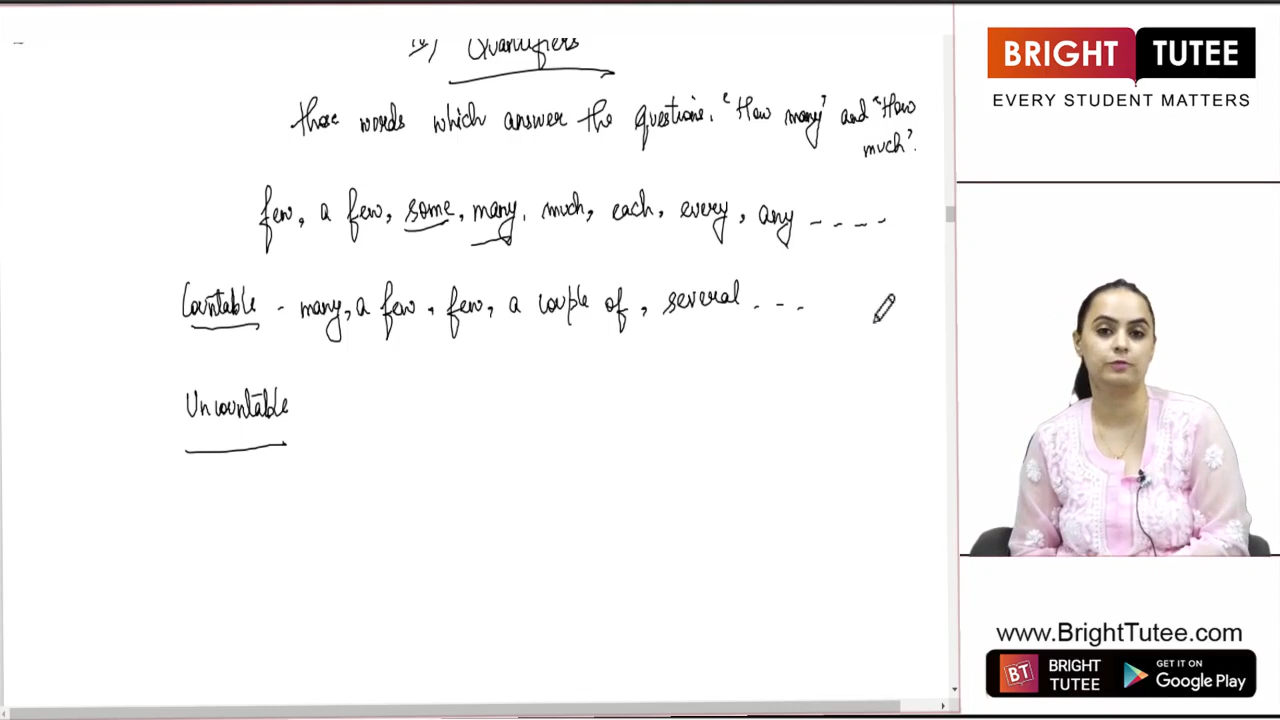 Quantifiers
those words which answer the questions. "How many" and "How
much".
few, a few, some, many, much, each, every, any - - - -
Countable - many, a few, few, a couple of, several - - -
Uncountable
BRIGHT TUTEE
EVERY STUDENT MATTERS
www.BrightTutee.com
BT BRIGHT TUTEE
GET IT ON Google Play